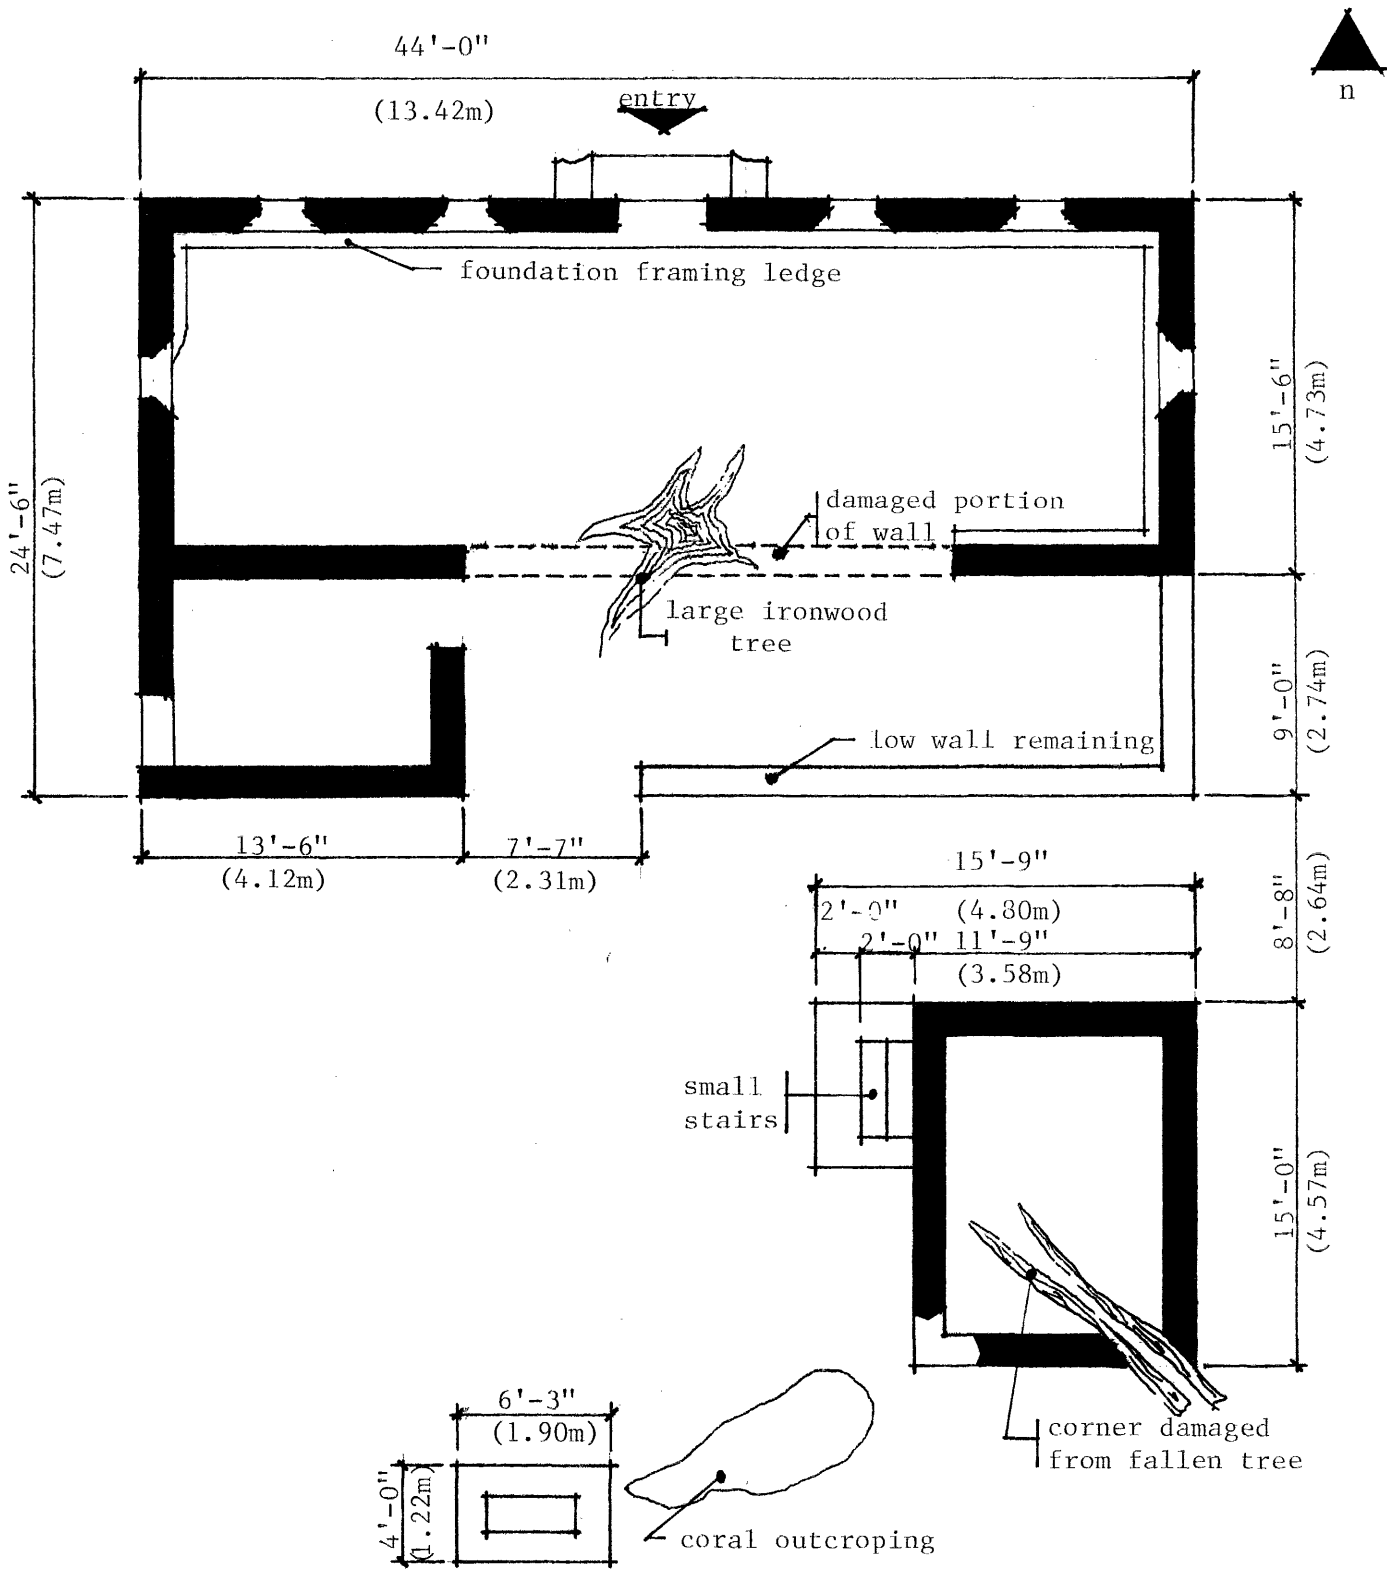 44'-0"
(13.42m)
entry
n
foundation framing ledge
15'-6"
(4.73m)
24'-6"
(7.47m)
damaged portion
of wall
large ironwood
tree
9'-0"
(2.74m)
low wall remaining
13'-6"
(4.12m)
7'-7"
(2.31m)
15'-9"
(4.80m)
2'-0"
2'-0"
11'-9"
(3.58m)
8'-8"
(2.64m)
small
stairs
15'-0"
(4.57m)
corner damaged
from fallen tree
6'-3"
(1.90m)
4'-0"
(1.22m)
coral outcroping